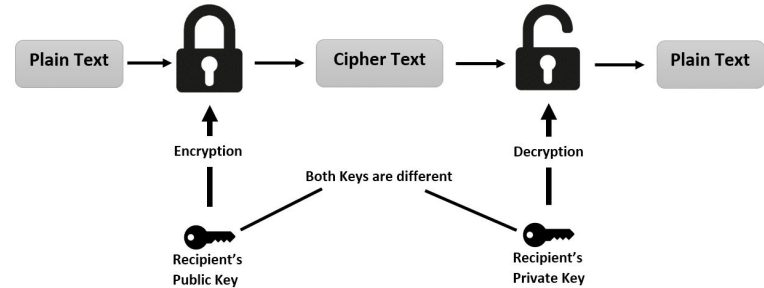 Plain Text
Cipher Text
Plain Text
Encryption
Decryption
Both Keys are different
Recipient's
Public Key
Recipient's
Private Key